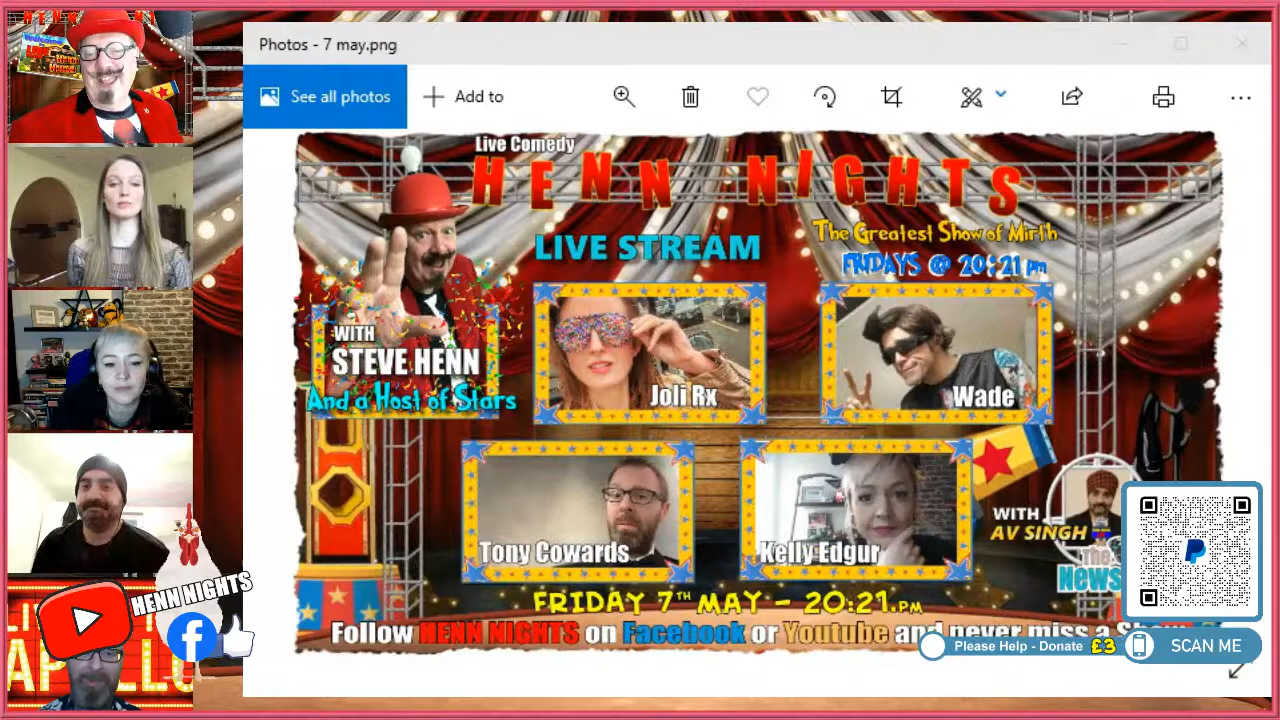 Photos - 7 may.png
See all photos
Add to
Live Comedy
HENN NIGHTS
The Greatest Show of Mirth
LIVE STREAM
FRIDAYS @ 20:21 pm
WITH
STEVE HENN
And a Host of Stars
Joli Rx
Wade
Tony Cowards
Kelly Edgur
WITH
AV SINGH
The
News
FRIDAY 7TH MAY - 20:21.PM
Follow HENN NIGHTS on Facebook or Youtube and never miss a
Please Help - Donate £3
SCAN ME
HENN NIGHTS